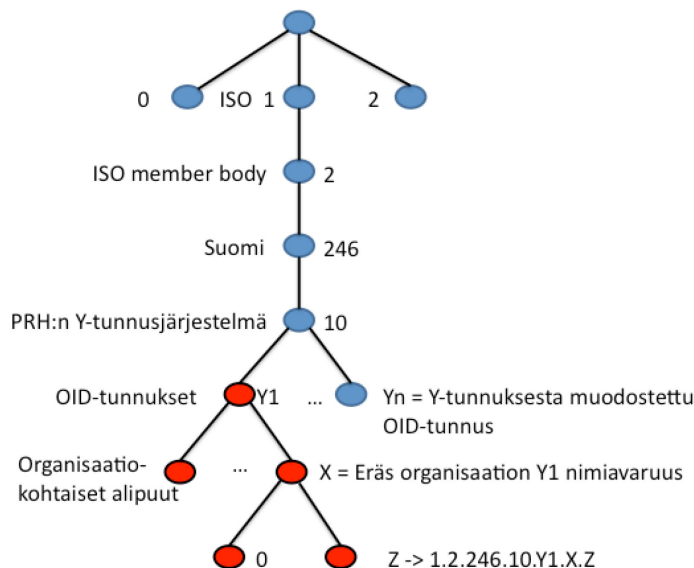 0 ISO 1 2
ISO member body 2
Suomi 246
PRH:n Y-tunnusjärjestelmä 10
OID-tunnukset Y1 ... Yn = Y-tunnuksesta muodostettu
OID-tunnus
Organisaatio-
kohtaiset alipuut ... X = Eräs organisaation Y1 nimiavaruus
0 Z -> 1.2.246.10.Y1.X.Z